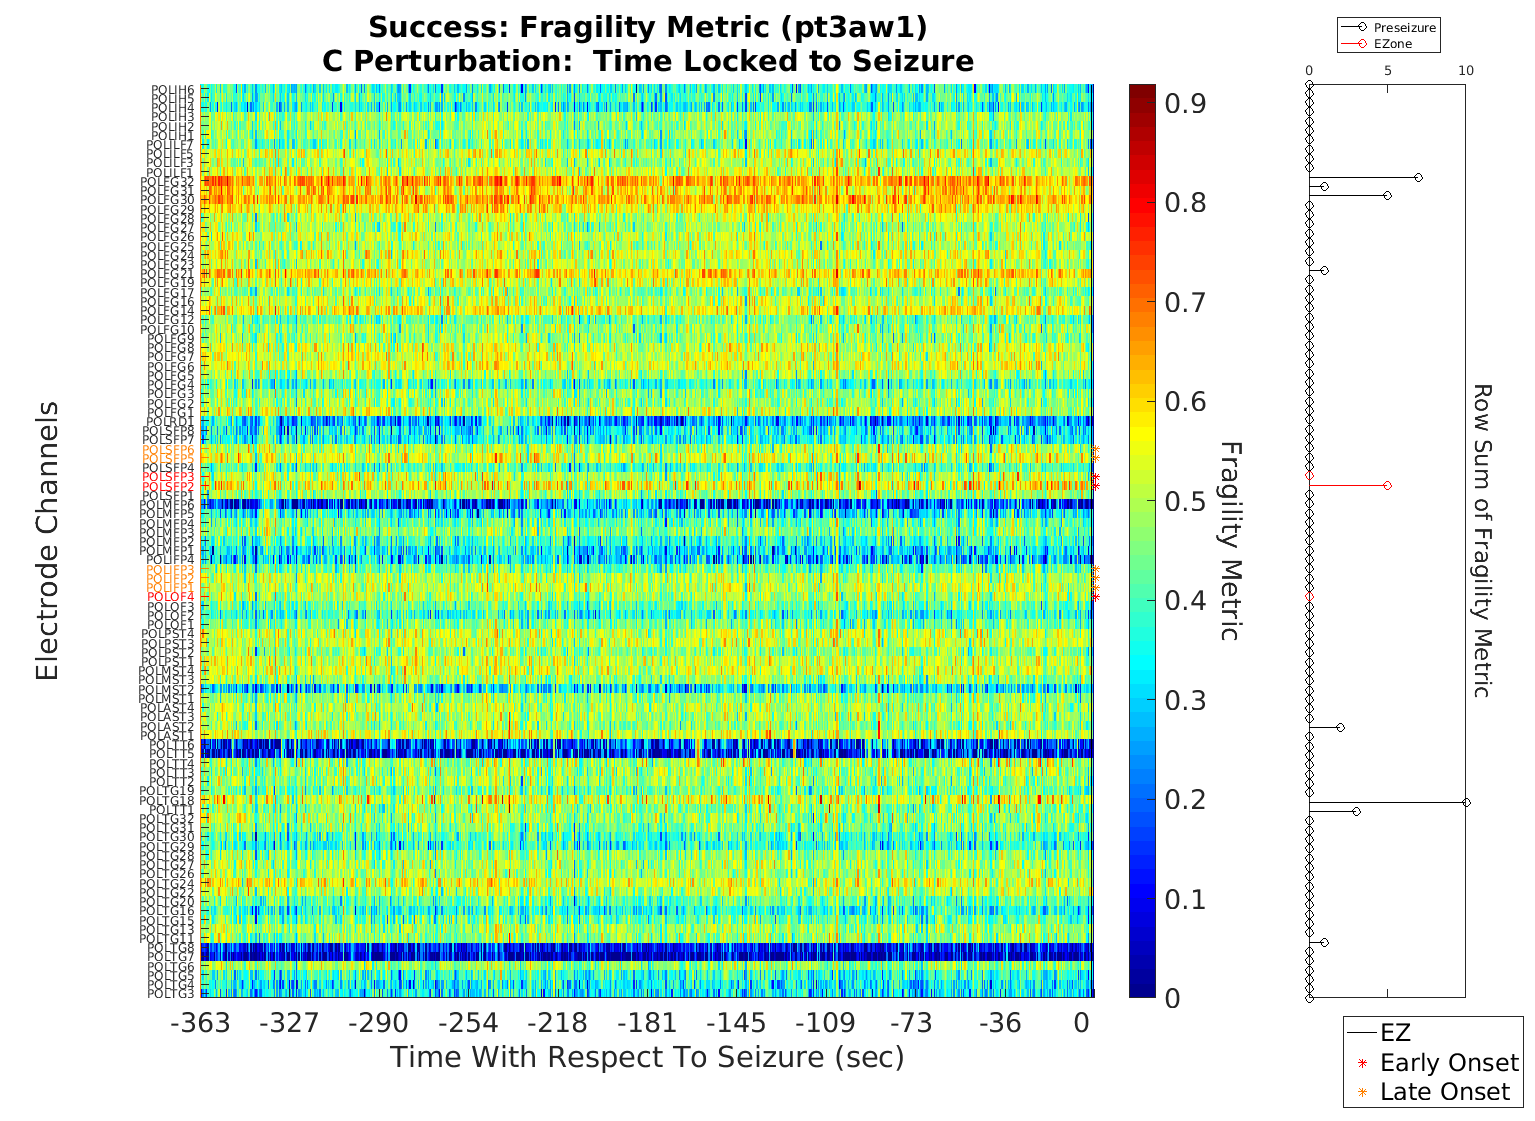 Success: Fragility Metric (pt3aw1)
C Perturbation:  Time Locked to Seizure
Electrode Channels
POLIH6
POLIH5
POLIH4
POLIH3
POLIH2
POLIH1
POLILF7
POLILF5
POLILF3
POLILF1
POLFG32
POLFG31
POLFG30
POLFG29
POLFG28
POLFG27
POLFG26
POLFG25
POLFG24
POLFG23
POLFG21
POLFG19
POLFG17
POLFG16
POLFG14
POLFG12
POLFG10
POLFG9
POLFG8
POLFG7
POLFG6
POLFG5
POLFG4
POLFG3
POLFG2
POLFG1
POLRD1
POLSFP8
POLSFP7
POLSFP6
POLSFP5
POLSFP4
POLSFP3
POLSFP2
POLSFP1
POLMFP6
POLMFP5
POLMFP4
POLMFP3
POLMFP2
POLMFP1
POLIFP4
POLIFP3
POLIFP2
POLIFP1
POLOF4
POLOF3
POLOF2
POLOF1
POLPST4
POLPST3
POLPST2
POLPST1
POLMST4
POLMST3
POLMST2
POLMST1
POLAST4
POLAST3
POLAST2
POLAST1
POLTT6
POLTT5
POLTT4
POLTT3
POLTT2
POLTG19
POLTG18
POLTT1
POLTG32
POLTG31
POLTG30
POLTG29
POLTG28
POLTG27
POLTG26
POLTG24
POLTG22
POLTG20
POLTG16
POLTG15
POLTG13
POLTG11
POLTG8
POLTG7
POLTG6
POLTG5
POLTG4
POLTG3
-363 -327 -290 -254 -218 -181 -145 -109 -73 -36 0
Time With Respect To Seizure (sec)
0.9
0.8
0.7
0.6
0.5
0.4
0.3
0.2
0.1
0
Fragility Metric
Preseizure
EZone
0 5 10
Row Sum of Fragility Metric
EZ
Early Onset
Late Onset